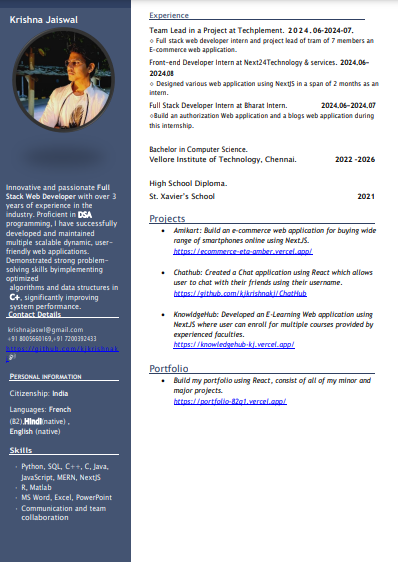 Krishna Jaiswal
Innovative and passionate Full
Stack Web Developer with over 3
years of experience in the
industry. Proficient in DSA
programming, I have successfully
developed and maintained
multiple scalable dynamic, user-
friendly web applications.
Demonstrated strong problem-
solving skills byimplementing
optimized
algorithms and data structures in
C++, significantly improving
system performance.
Contact Details
krishnajaswl@gmail.com
+91 8005660169,+91 7200392433
https://github.com/kjkrishnak
PERSONAL INFORMATION
Citizenship: India
Languages: French
(B2),Hindi(native) ,
English (native)
Skills
· Python, SQL, C++, C, Java,
JavaScript, MERN, NextJS
· R, Matlab
· MS Word, Excel, PowerPoint
· Communication and team
collaboration
Experience
Team Lead in a Project at Techplement. 2024.06-2024-07.
○ Full stack web developer intern and project lead of tram of 7 members an
E-commerce web application.
Front-end Developer Intern at Next24Technology & services. 2024.06-
2024.08
○ Designed various web application using NextJS in a span of 2 months as an
intern.
Full Stack Developer Intern at Bharat Intern. 2024.06-2024.07
○Build an authorization Web application and a blogs web application during
this internship.
Bachelor in Computer Science.
Vellore Institute of Technology, Chennai. 2022 -2026
High School Diploma.
St. Xavier’s School 2021
Projects
• Amikart: Build an e-commerce web application for buying wide
range of smartphones online using NextJS.
https://ecommerce-eta-amber.vercel.app/
• Chathub: Created a Chat application using React which allows
user to chat with their friends using their username.
https://github.com/kjkrishnakj/ChatHub
• KnowldgeHub: Developed an E-Learning Web application using
NextJS where user can enroll for multiple courses provided by
experienced faculties.
https://knowledgehub-kj.vercel.app/
Portfolio
• Build my portfolio using React, consist of all of my minor and
major projects.
https://portfolio-82q1.vercel.app/